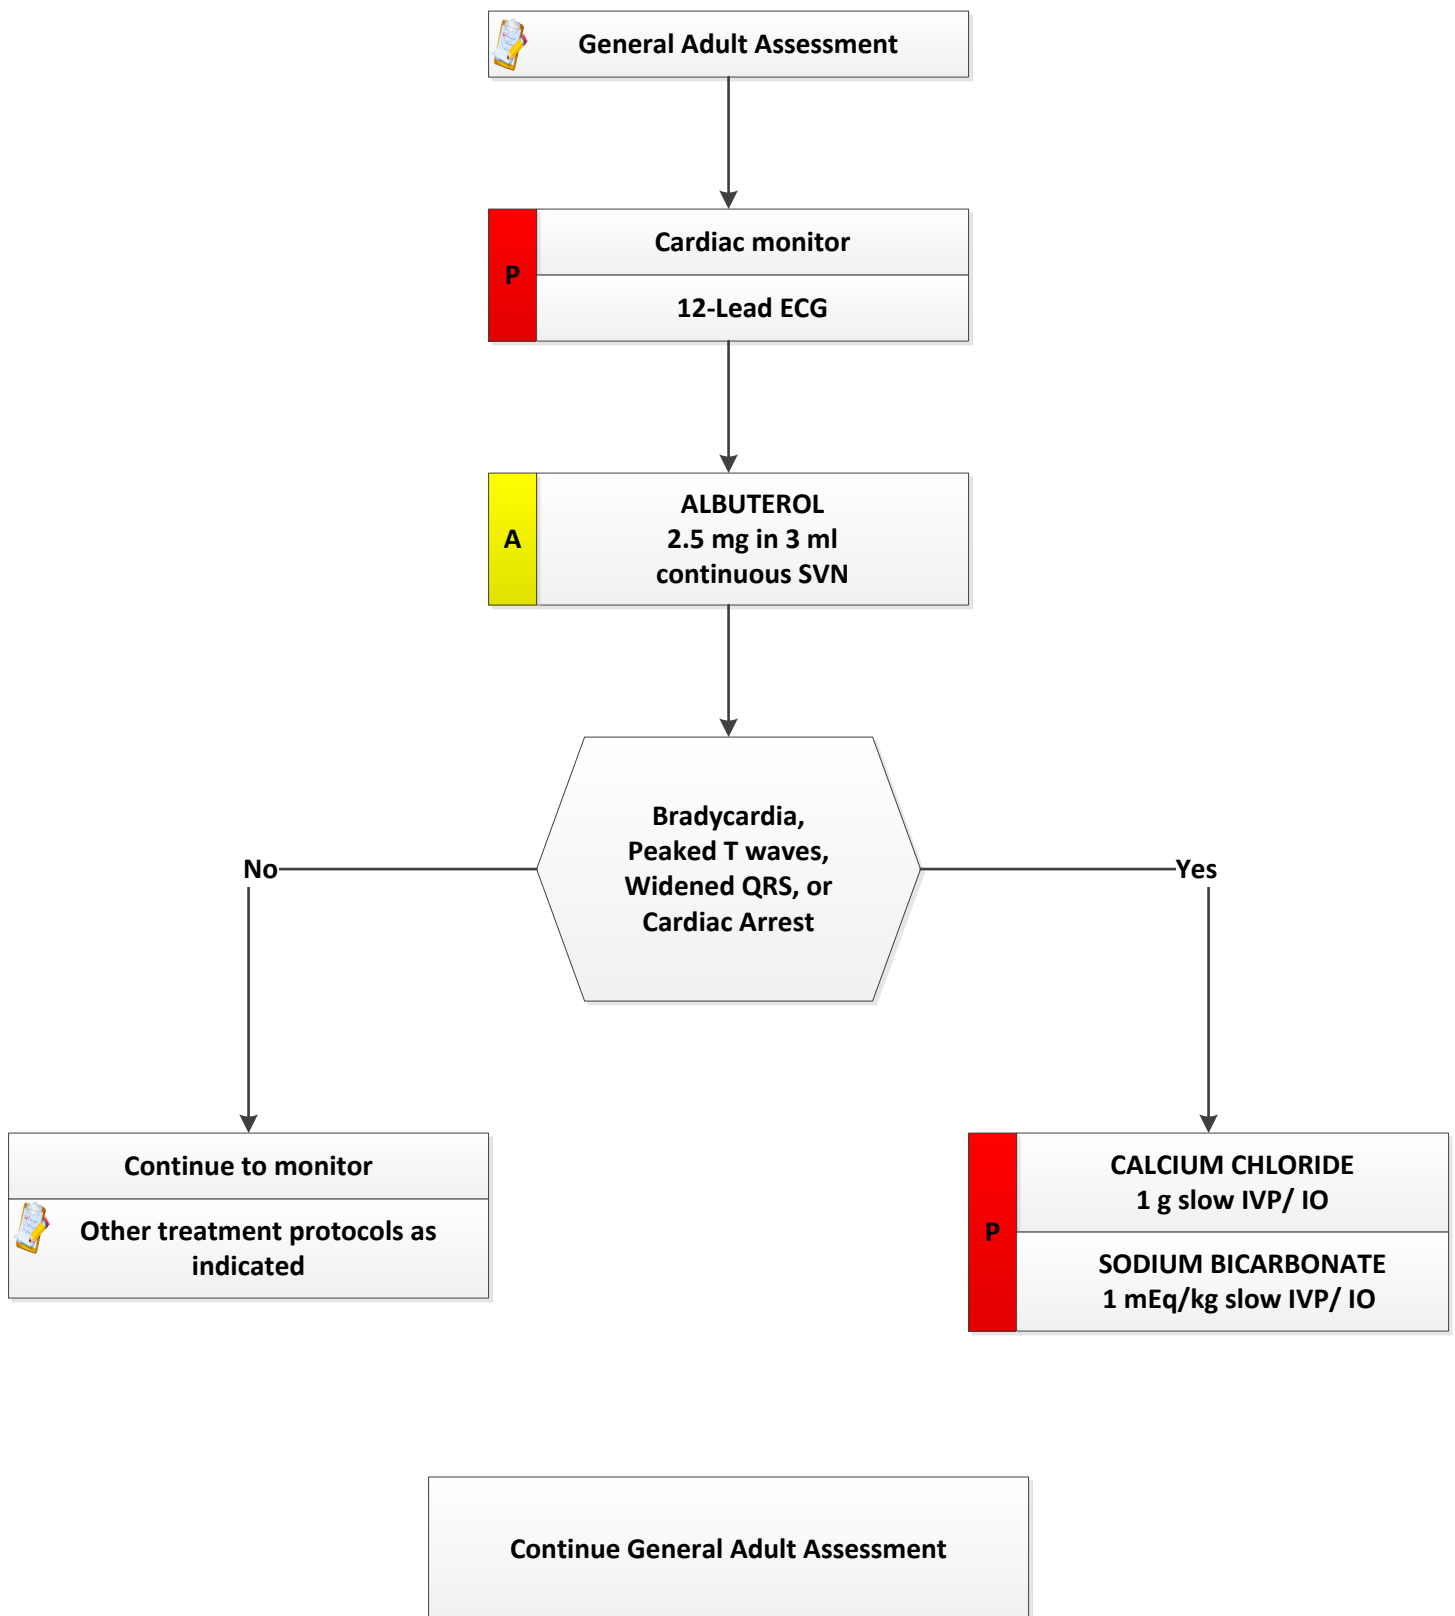 General Adult Assessment
P
Cardiac monitor
12-Lead ECG
A
ALBUTEROL
2.5 mg in 3 ml
continuous SVN
Bradycardia,
Peaked T waves,
Widened QRS, or
Cardiac Arrest
No
Yes
Continue to monitor
Other treatment protocols as
indicated
P
CALCIUM CHLORIDE
1 g slow IVP/ IO
SODIUM BICARBONATE
1 mEq/kg slow IVP/ IO
Continue General Adult Assessment